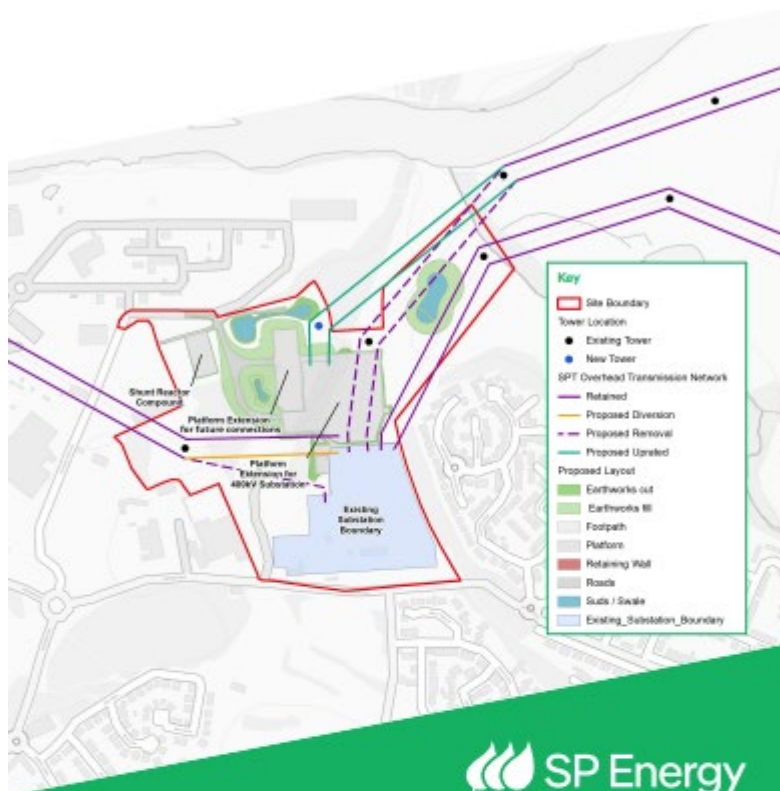 Shunt Reactor
Compound
Platform Extension
for future connections
Platform
Extension for
400kV Substation
Existing
Substation
Boundary
Key
Site Boundary
Tower Location
Existing Tower
New Tower
SPT Overhead Transmission Network
Retained
Proposed Diversion
Proposed Removal
Proposed Uprated
Proposed Layout
Earthworks cut
Earthworks fill
Footpath
Platform
Retaining Wall
Roads
Suds / Swale
Existing_Substation_Boundary
SP Energy